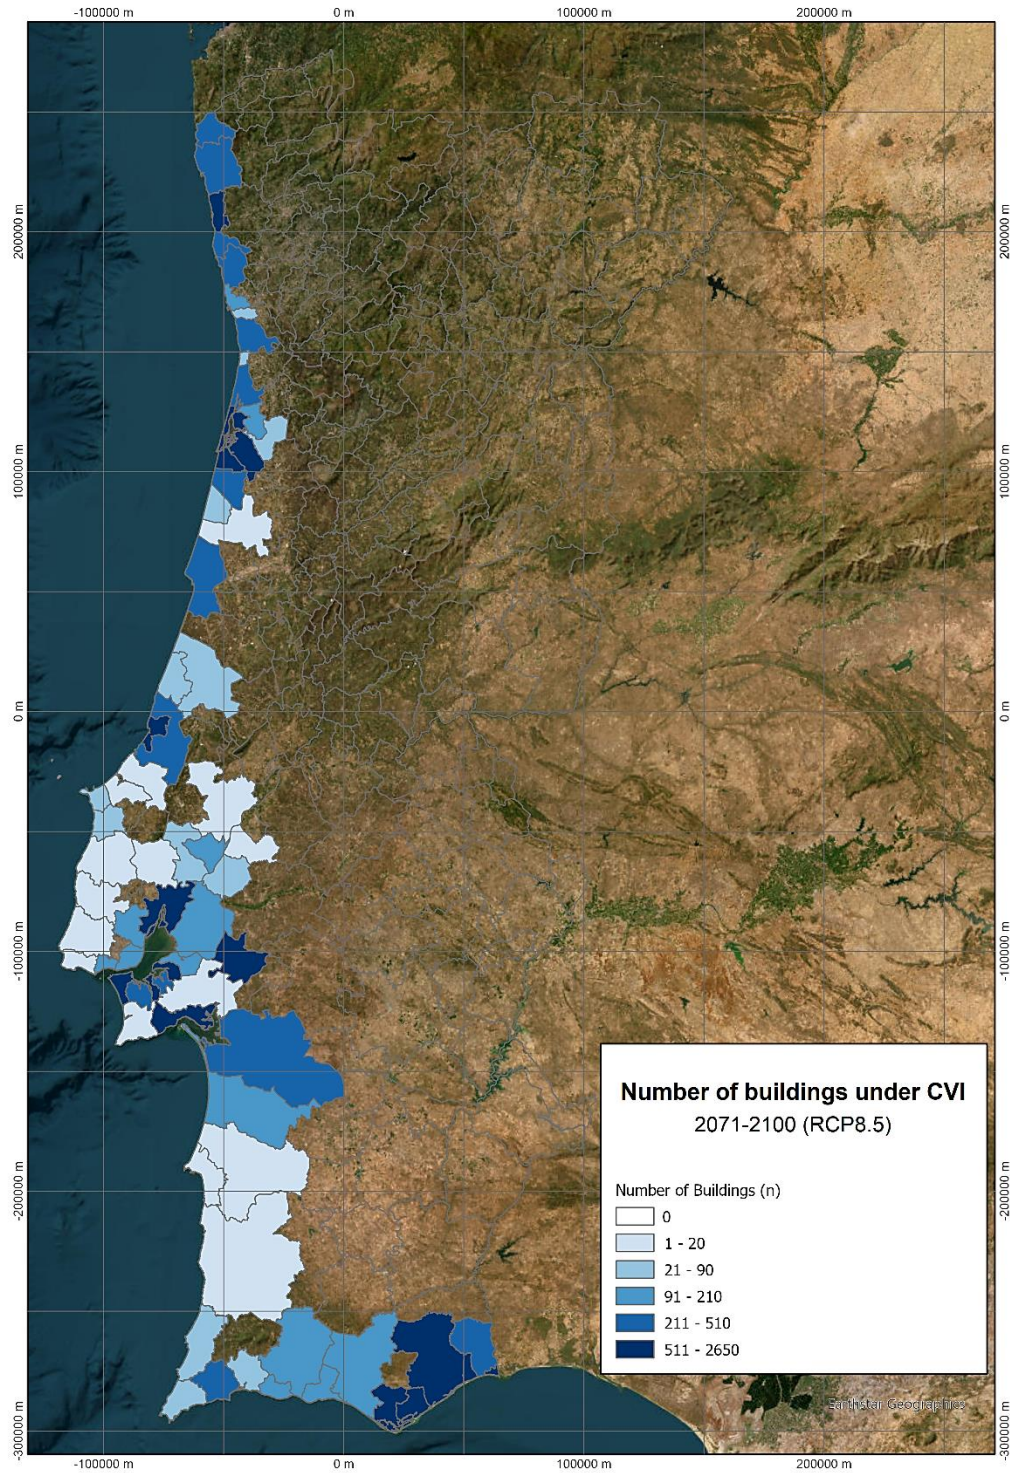 -100000 m
0 m
100000 m
200000 m
200000 m
200000 m
100000 m
100000 m
0 m
0 m
-100000 m
-100000 m
Number of buildings under CVI
2071-2100 (RCP8.5)
-200000 m
-200000 m
Number of Buildings (n)
0
1 - 20
21 - 90
91 - 210
211 - 510
511 - 2650
Earthstar Geographics
-300000 m
-300000 m
-100000 m
0 m
100000 m
200000 m